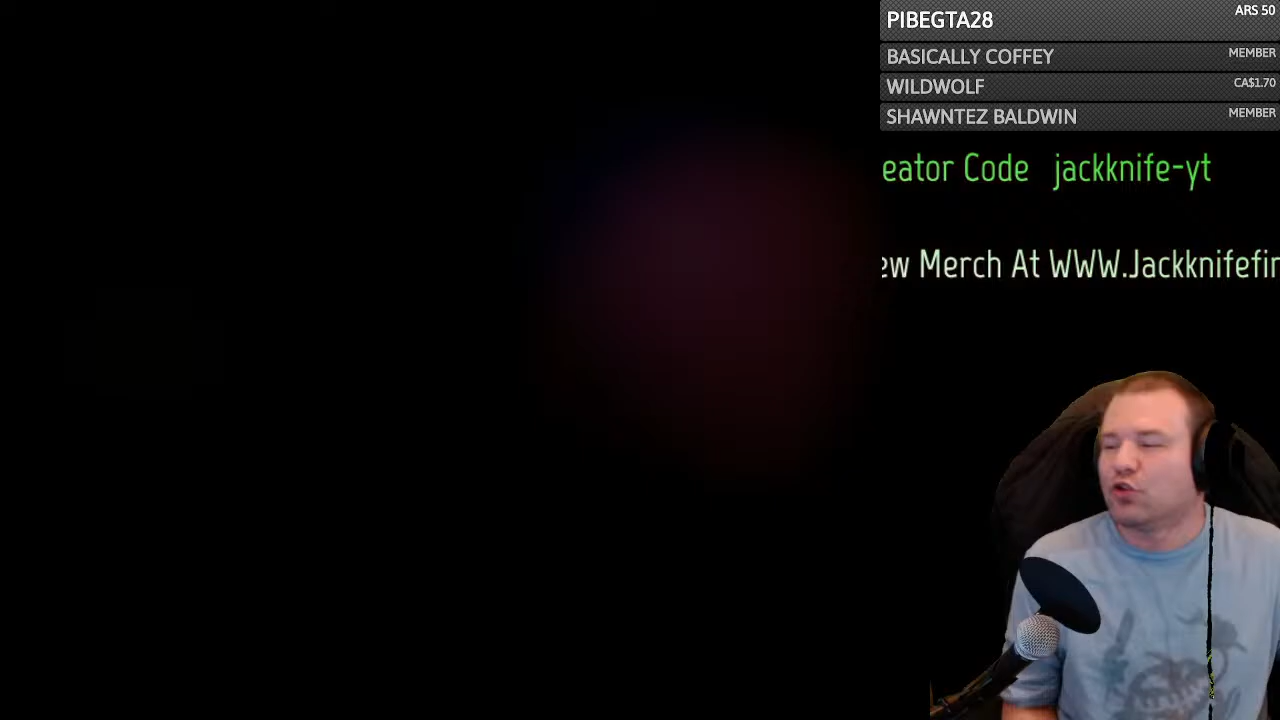 PIBEGTA28 ARS 50
BASICALLY COFFEY MEMBER
WILDWOLF CA$1.70
SHAWNTEZ BALDWIN MEMBER
eator Code jackknife-yt
ew Merch At WWW.Jackknifefir